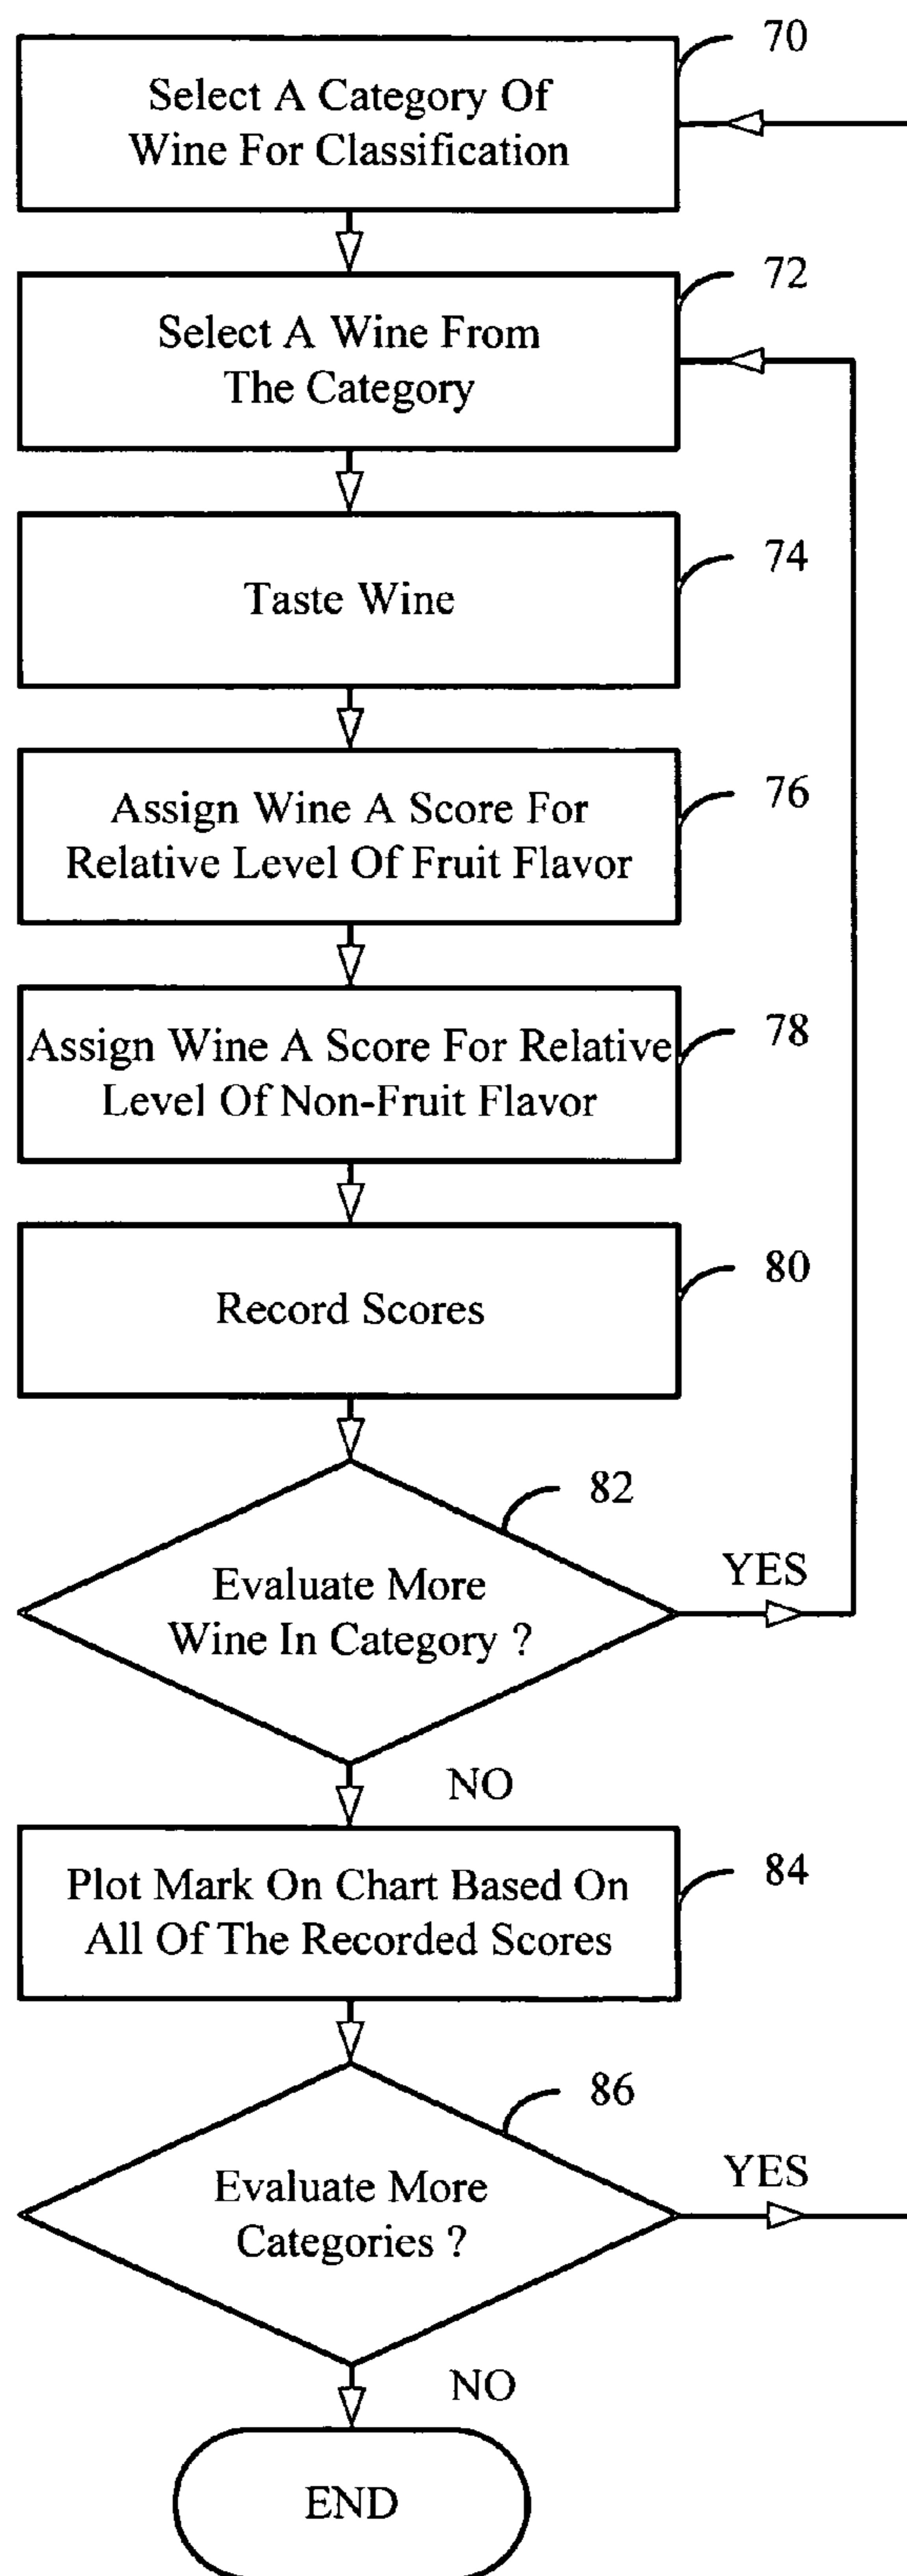 70
Select A Category Of
Wine For Classification
72
Select A Wine From
The Category
74
Taste Wine
76
Assign Wine A Score For
Relative Level Of Fruit Flavor
78
Assign Wine A Score For Relative
Level Of Non-Fruit Flavor
80
Record Scores
82
Evaluate More
Wine In Category ?
YES
NO
84
Plot Mark On Chart Based On
All Of The Recorded Scores
86
Evaluate More
Categories ?
YES
NO
END